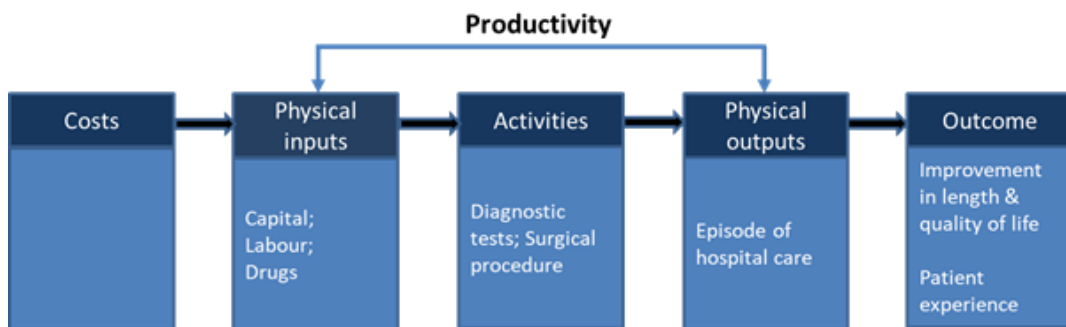 Productivity
Costs
Physical
inputs
Capital;
Labour;
Drugs
Activities
Diagnostic
tests; Surgical
procedure
Physical
outputs
Episode of
hospital care
Outcome
Improvement
in length &
quality of life
Patient
experience